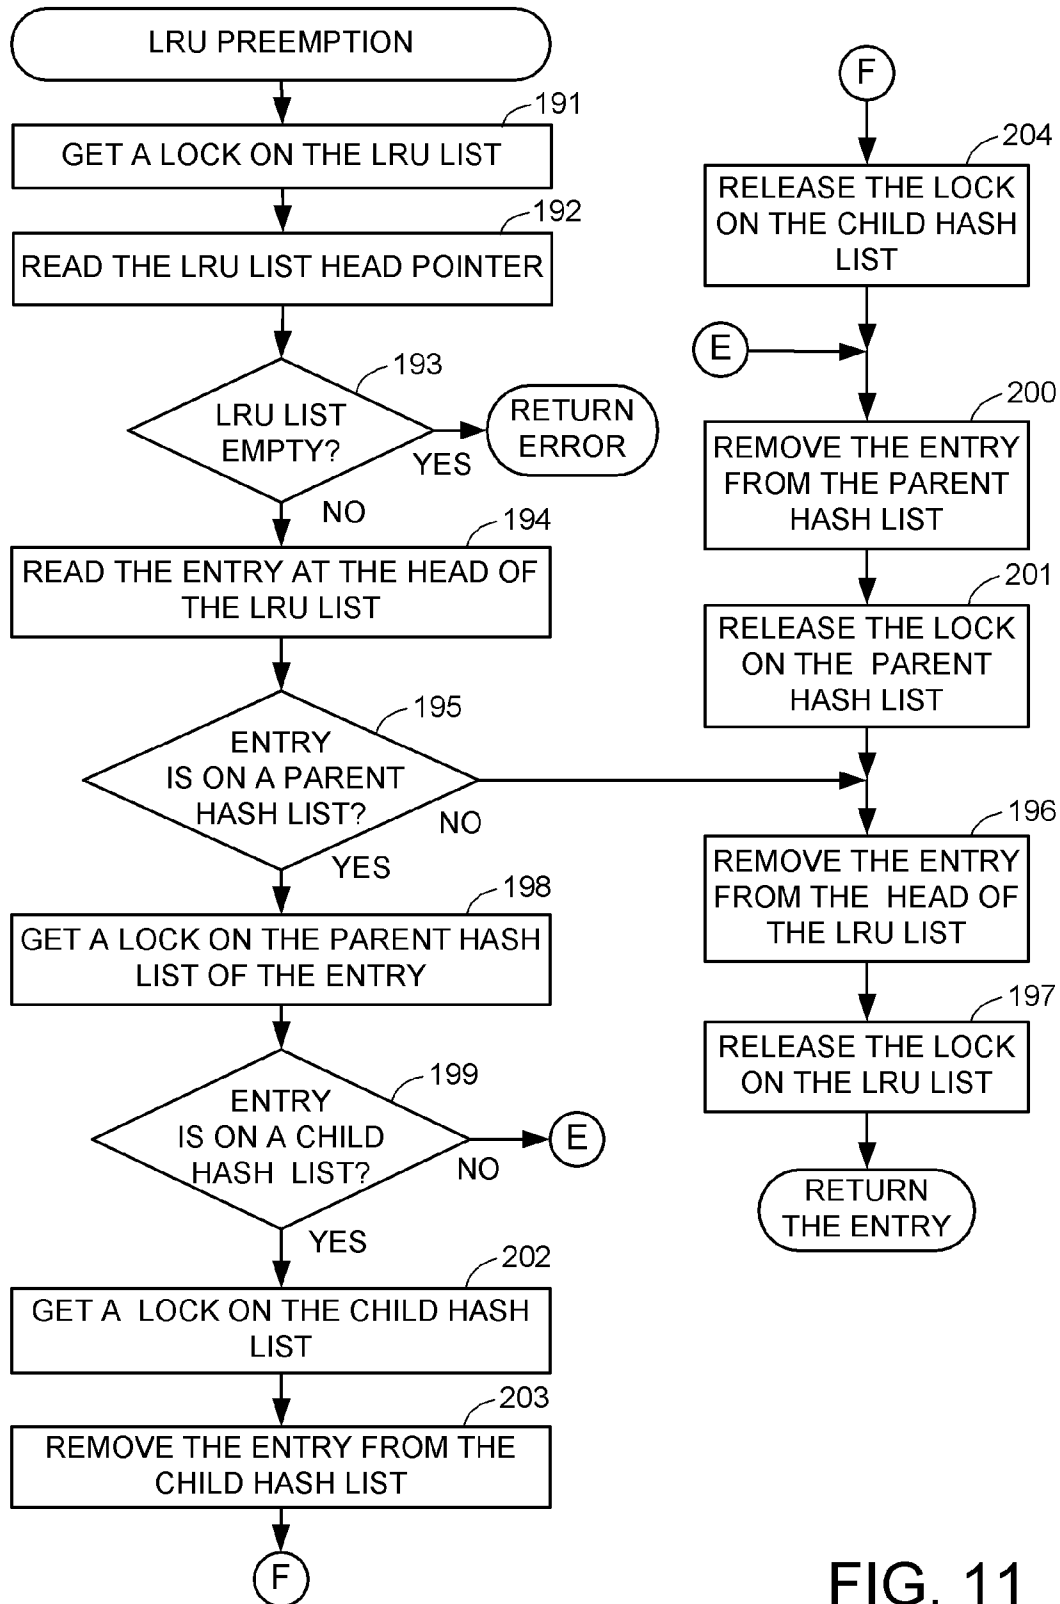 LRU PREEMPTION
191
GET A LOCK ON THE LRU LIST
192
READ THE LRU LIST HEAD POINTER
193
LRU LIST
EMPTY?
YES
RETURN
ERROR
NO
194
READ THE ENTRY AT THE HEAD OF
THE LRU LIST
195
ENTRY
IS ON A PARENT
HASH LIST?
NO
YES
198
GET A LOCK ON THE PARENT HASH
LIST OF THE ENTRY
199
ENTRY
IS ON A CHILD
HASH LIST?
NO
E
YES
202
GET A LOCK ON THE CHILD HASH
LIST
203
REMOVE THE ENTRY FROM THE
CHILD HASH LIST
F
F
204
RELEASE THE LOCK
ON THE CHILD HASH
LIST
E
200
REMOVE THE ENTRY
FROM THE PARENT
HASH LIST
201
RELEASE THE LOCK
ON THE PARENT
HASH LIST
196
REMOVE THE ENTRY
FROM THE HEAD OF
THE LRU LIST
197
RELEASE THE LOCK
ON THE LRU LIST
RETURN
THE ENTRY
FIG. 11